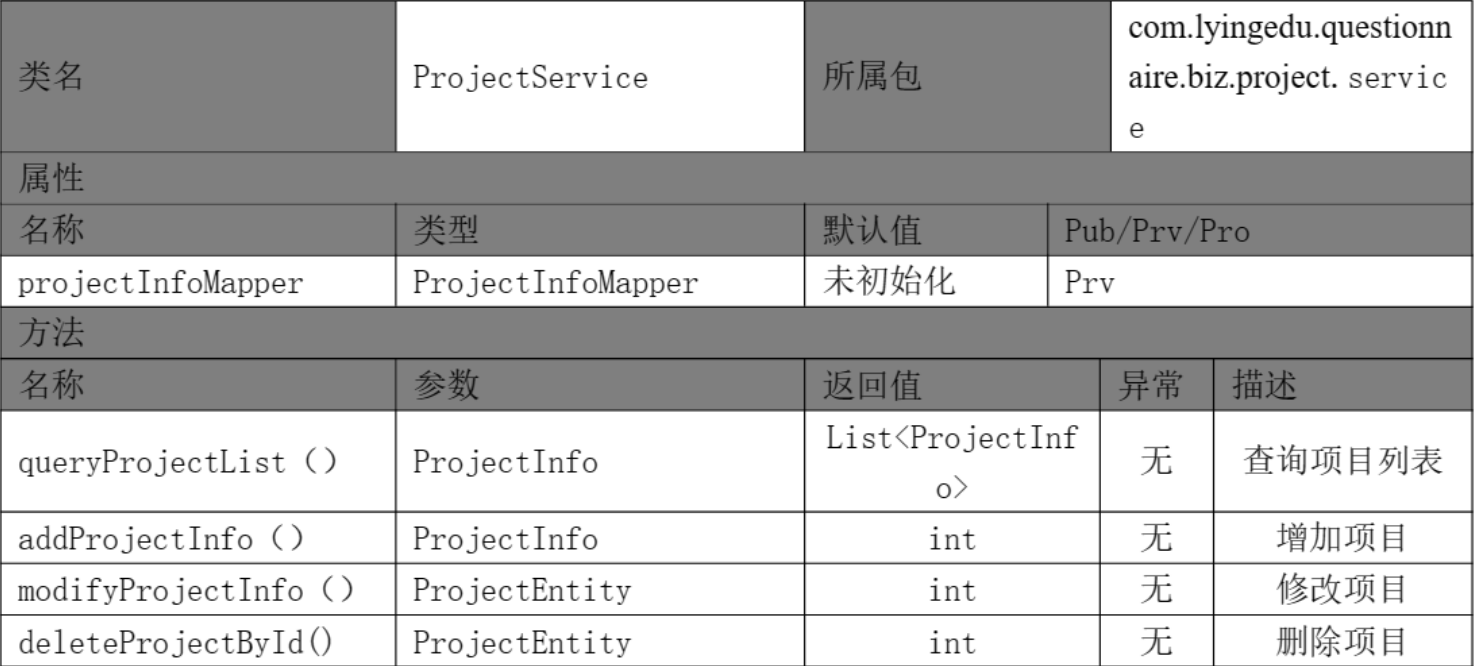 类名 ProjectService 所属包 com.lyingedu.questionn
aire.biz.project. servic
e
属性
名称 类型 默认值 Pub/Prv/Pro
projectInfoMapper ProjectInfoMapper 未初始化 Prv
方法
名称 参数 返回值 异常 描述
queryProjectList () ProjectInfo List<ProjectInf
o> 无 查询项目列表
addProjectInfo () ProjectInfo int 无 增加项目
modifyProjectInfo () ProjectEntity int 无 修改项目
deleteProjectById() ProjectEntity int 无 删除项目